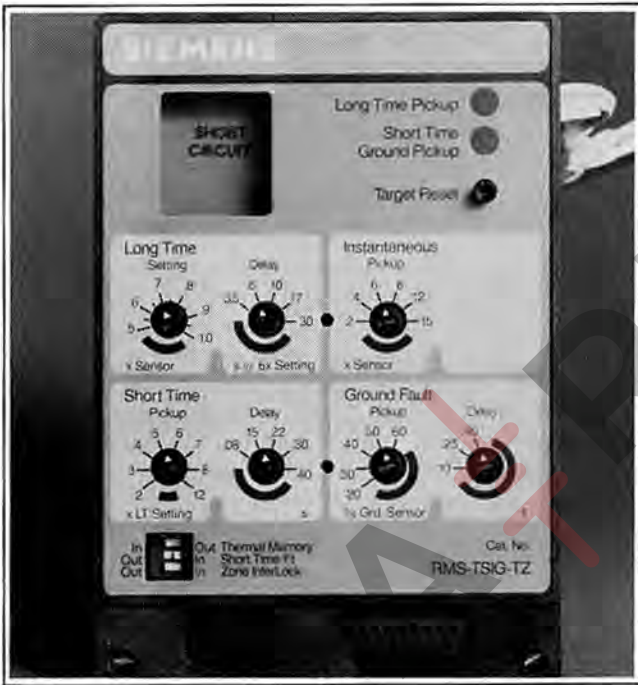 SIEMENS
SHORT
CIRCUIT
Long Time Pickup
Short Time
Ground Pickup
Target Reset
Long Time
Setting
.5 .6 .7 .8 .9 1.0
x Sensor
Delay
3.5 10 17 30
6x Setting
Instantaneous
Pickup
2 4 6 8 12 15
x Sensor
Short Time
Pickup
2 3 4 5 6 7 8 12
x LT Setting
Delay
.08 .15 .22 .30 .40
s
Ground Fault
Pickup
.20 .30 .40 .50 .60
% Grd. Sensor
Delay
In Out Thermal Memory
Out In Short Time I²t
Out In Zone InterLock
Cat. No.
RMS-TSIG-TZ